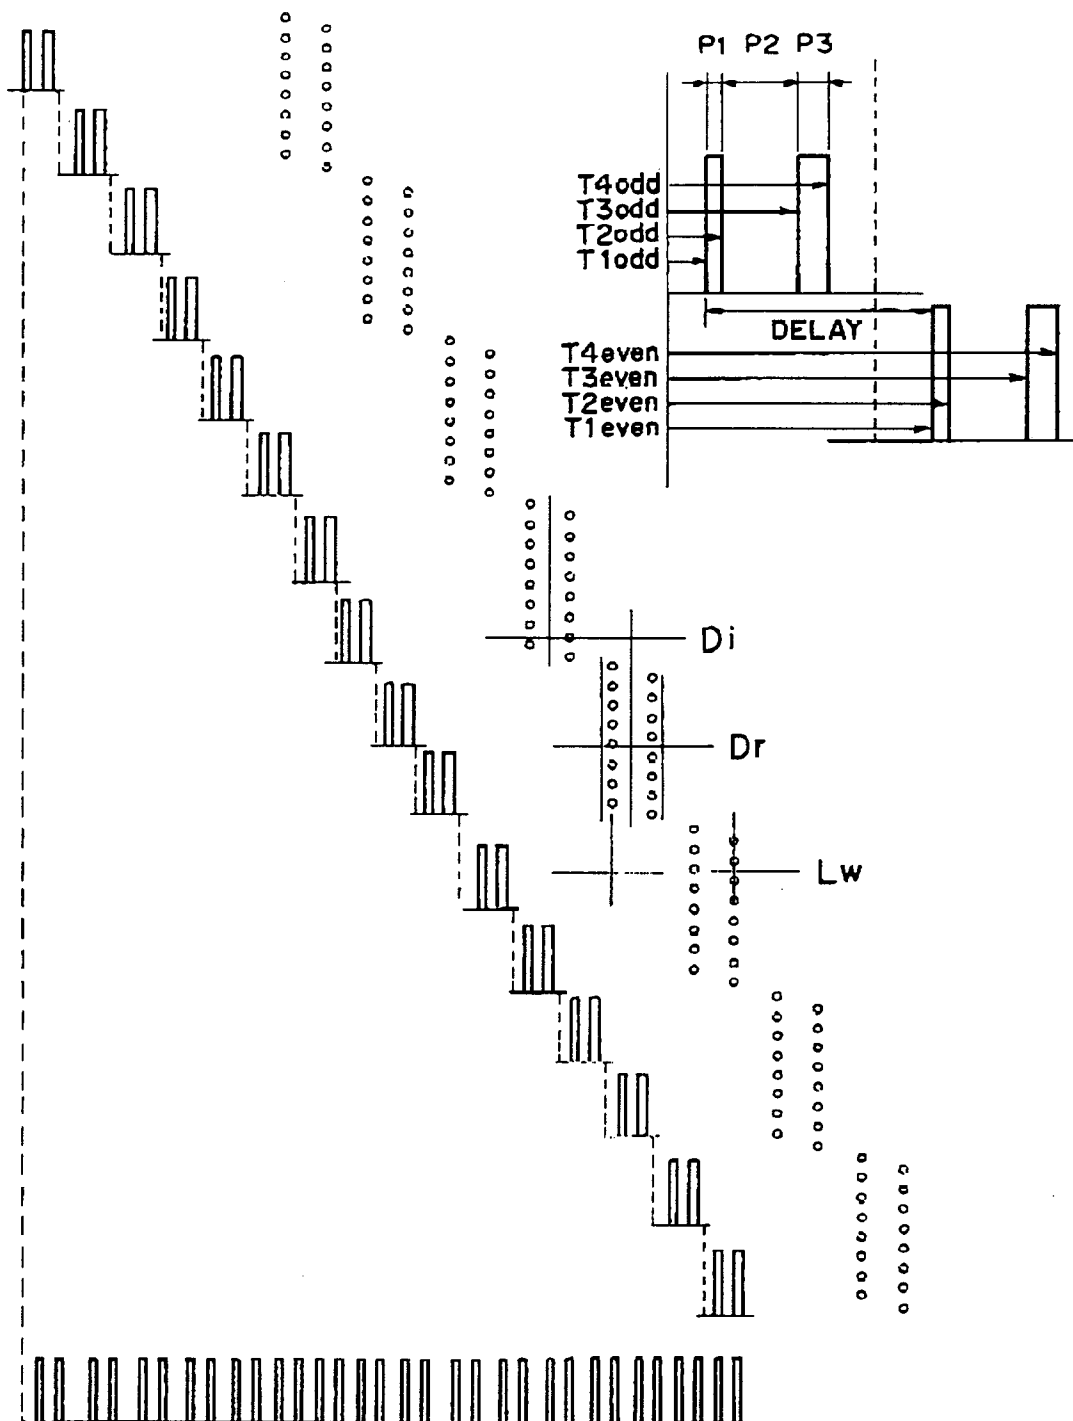 P1 P2 P3
T4odd
T3odd
T2odd
T1odd
DELAY
T4even
T3even
T2even
T1even
Di
Dr
Lw